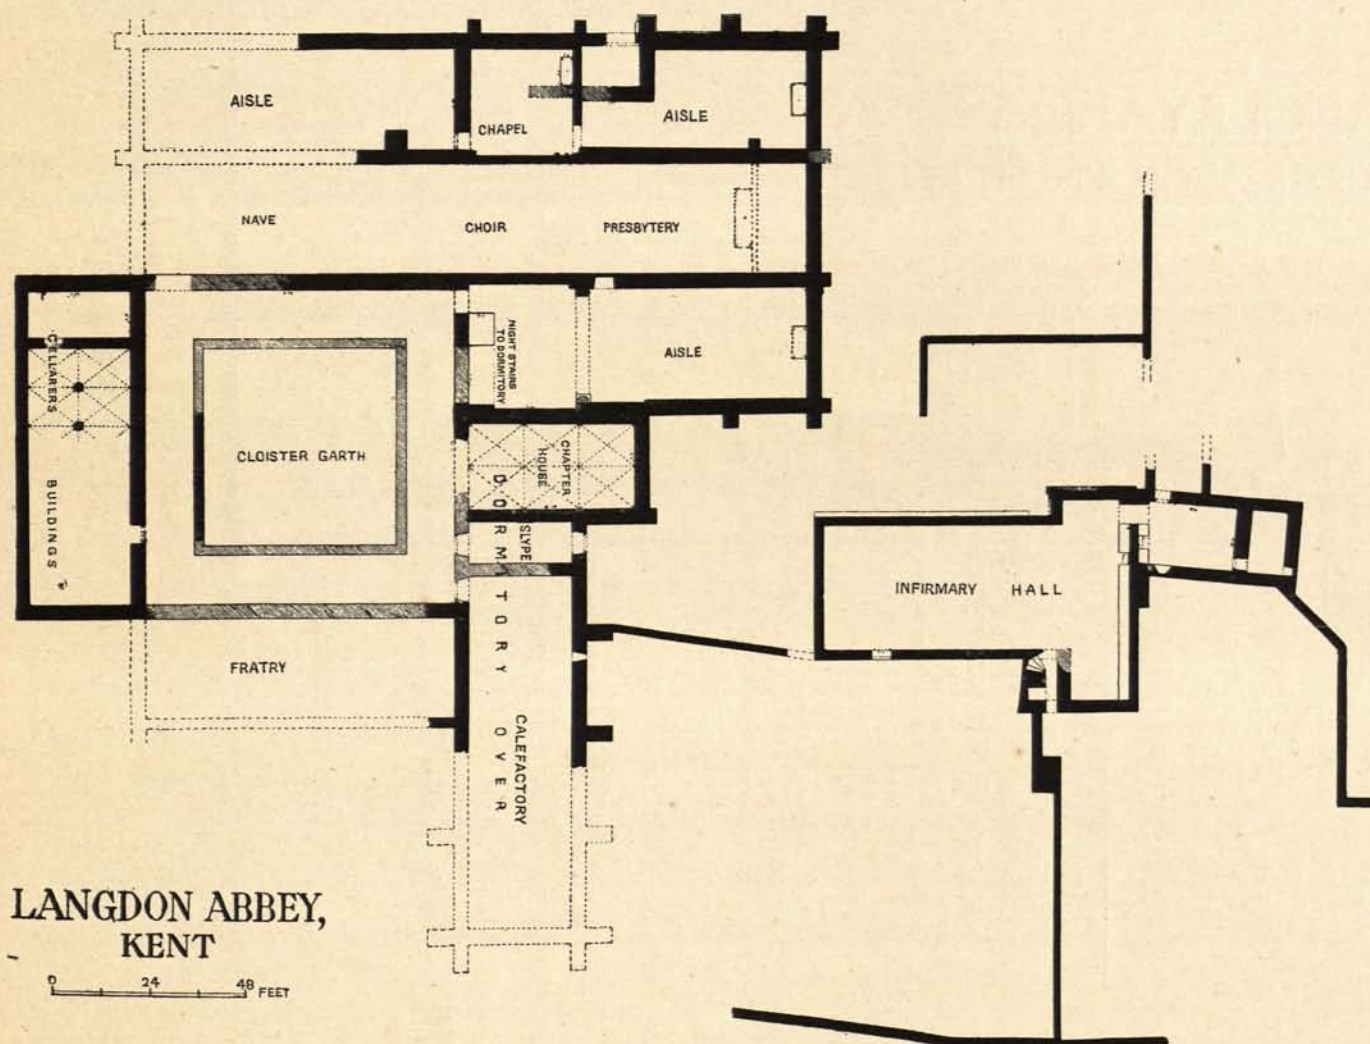 AISLE
CHAPEL
AISLE
NAVE
CHOIR
PRESBYTERY
NIGHT STAIRS
TO DORMITORY
AISLE
CELLARERS
BUILDINGS
CLOISTER GARTH
CHAPTER
HOUSE
SLYPE
DORMITORY OVER
INFIRMARY HALL
FRATRY
CALEFACTORY
LANGDON ABBEY,
KENT
0 24 48 FEET